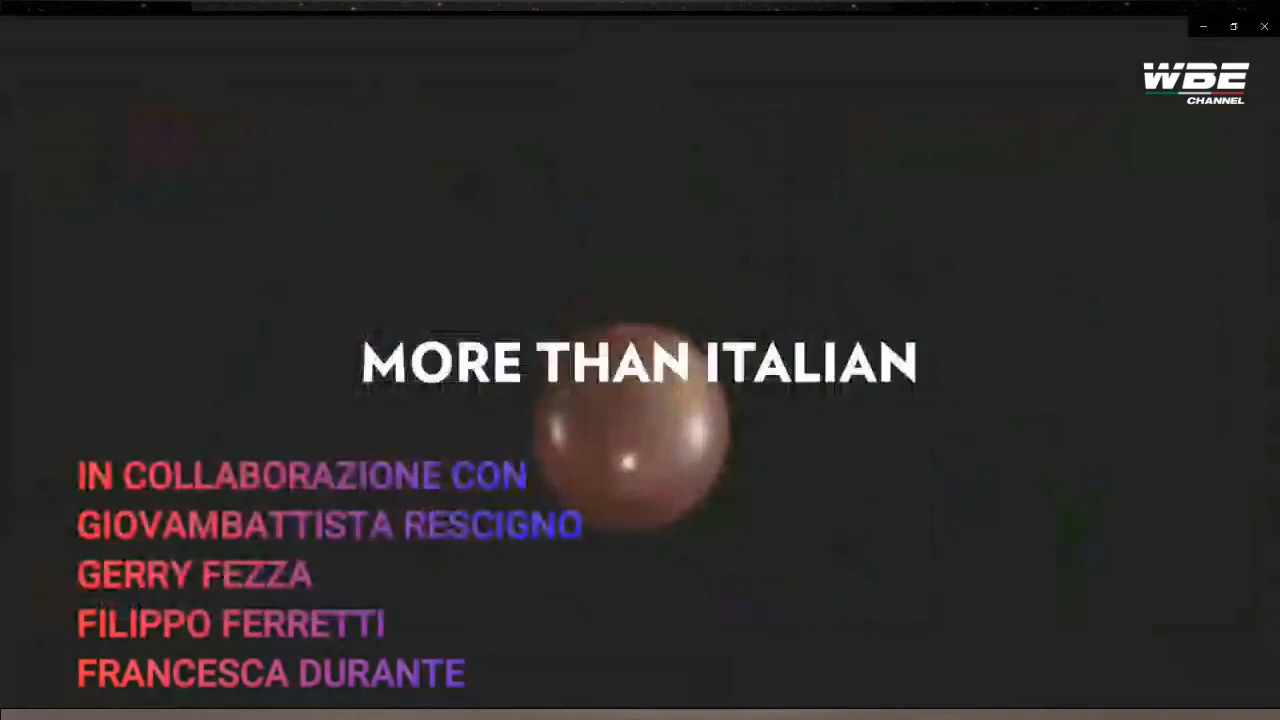 WBE
CHANNEL
MORE THAN ITALIAN
IN COLLABORAZIONE CON
GIOVAMBATTISTA RESCIGNO
GERRY FEZZA
FILIPPO FERRETTI
FRANCESCA DURANTE